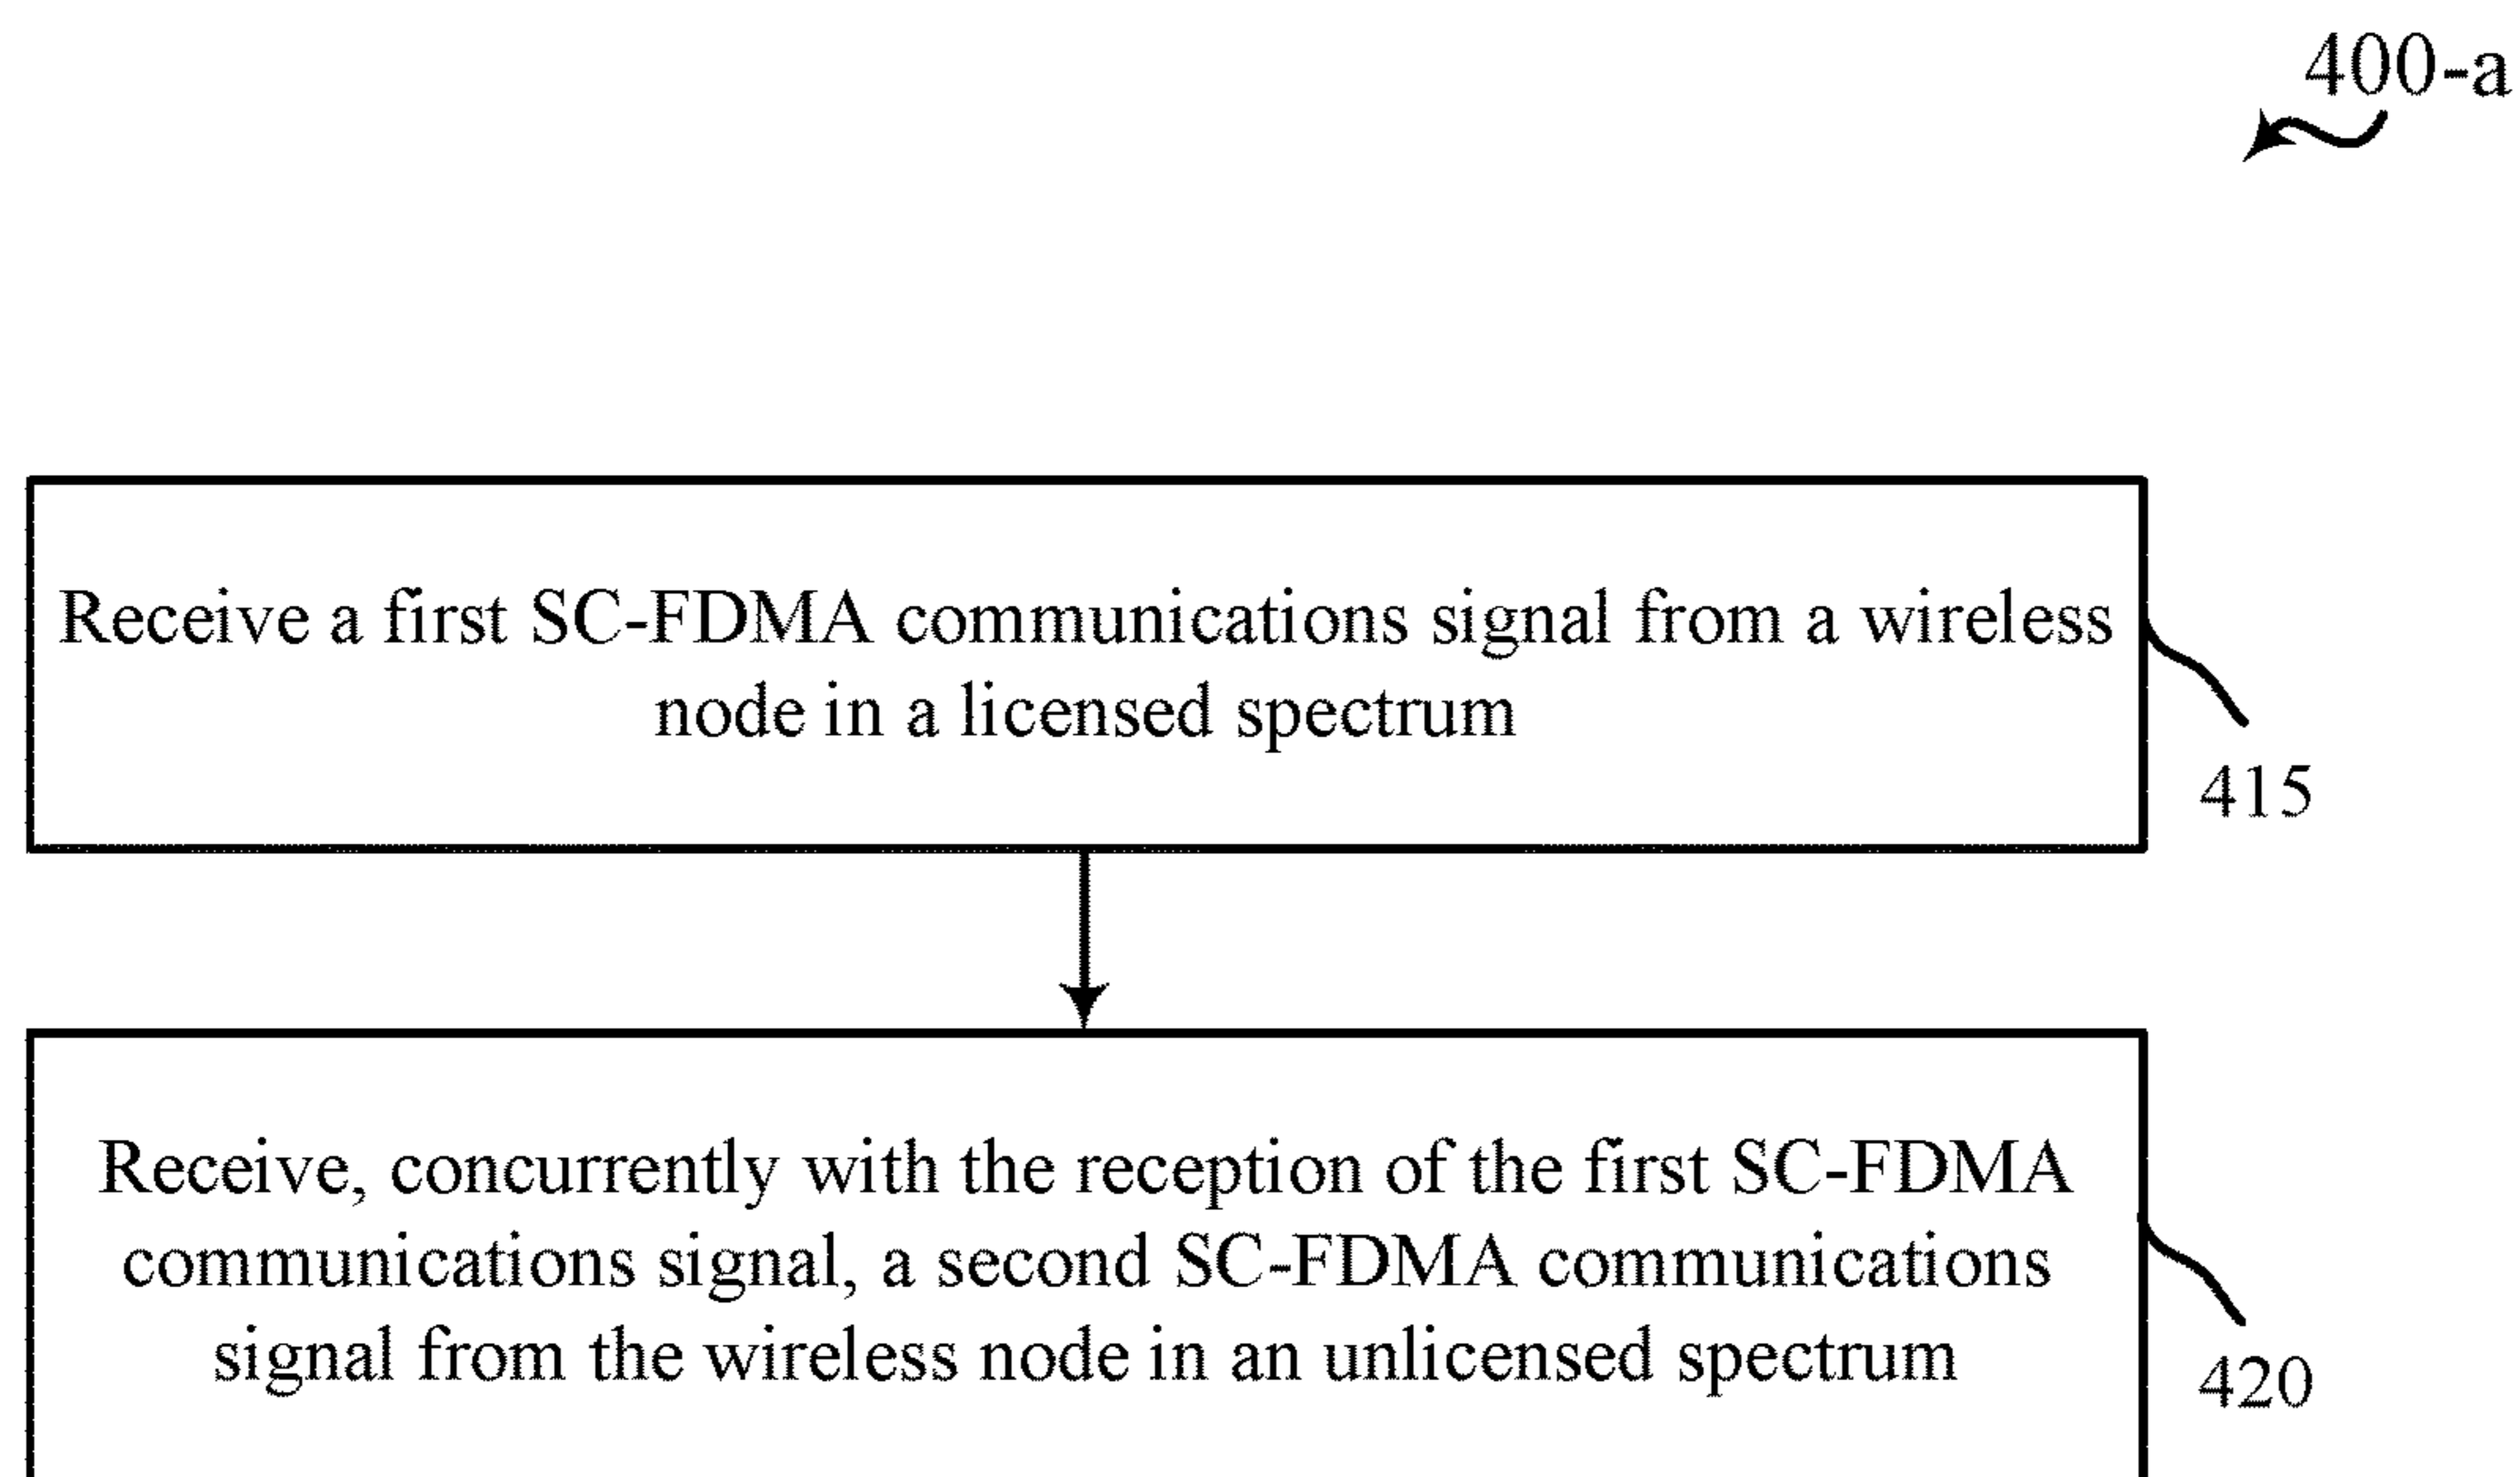 400-a
Receive a first SC-FDMA communications signal from a wireless
node in a licensed spectrum
415
Receive, concurrently with the reception of the first SC-FDMA
communications signal, a second SC-FDMA communications
signal from the wireless node in an unlicensed spectrum
420